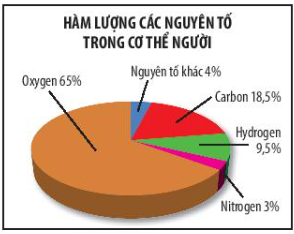 HÀM LƯỢNG CÁC NGUYÊN TỐ
TRONG CƠ THỂ NGƯỜI
Nguyên tố khác 4%
Oxygen 65%
Carbon 18,5%
Hydrogen
9,5%
Nitrogen 3%